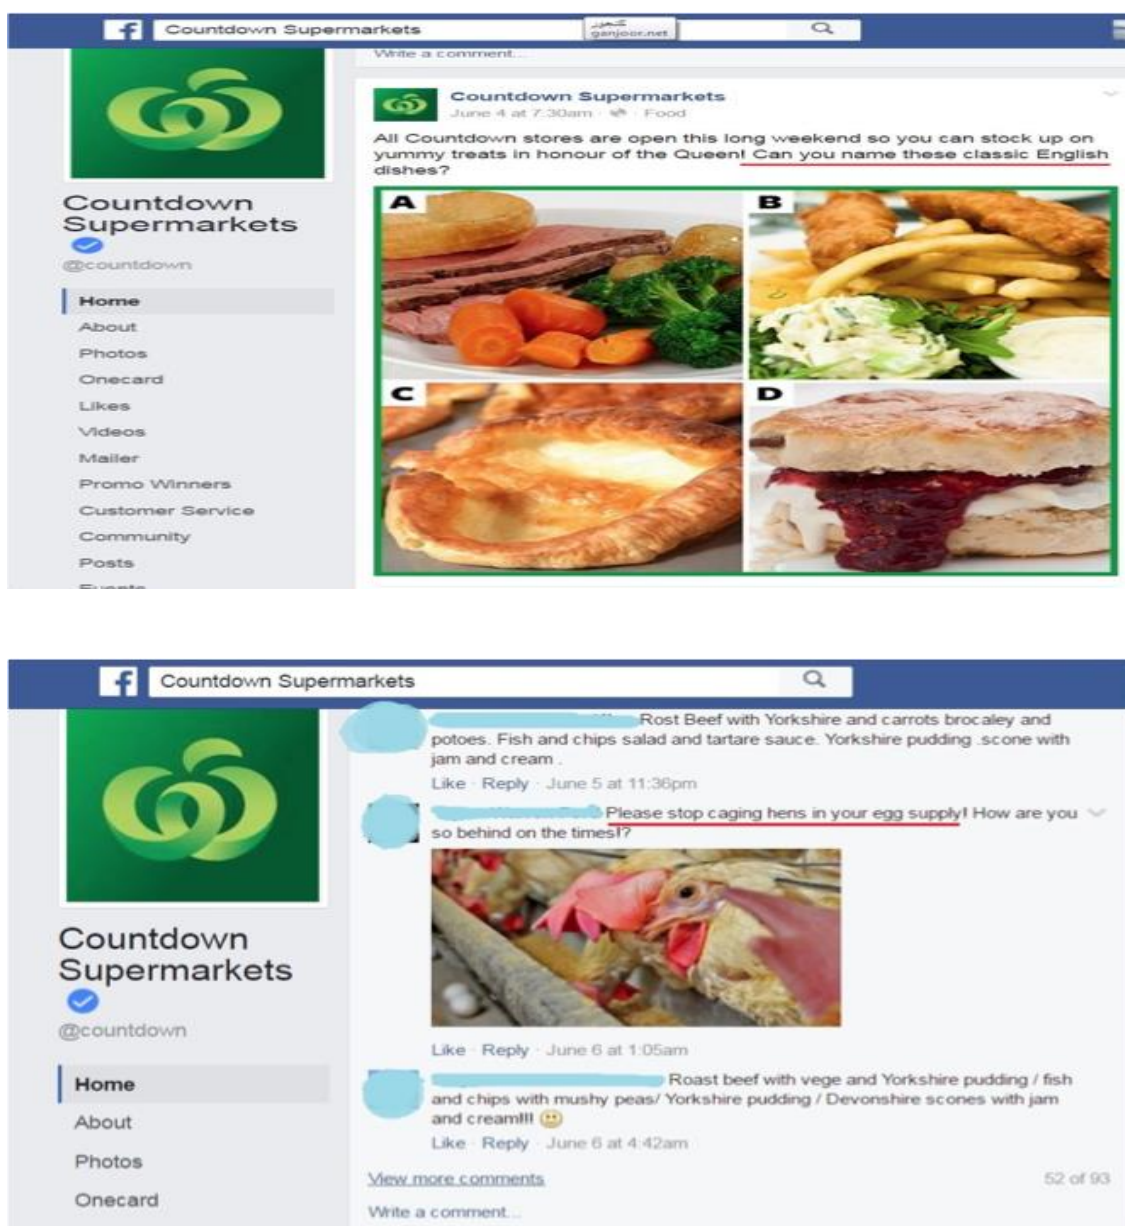 Countdown Supermarkets
گنجور
ganjoor.net
Write a comment...
Countdown Supermarkets
June 4 at 7:30am · Food
All Countdown stores are open this long weekend so you can stock up on
yummy treats in honour of the Queen! Can you name these classic English
dishes?
A
B
C
D
Countdown
Supermarkets
@countdown
Home
About
Photos
Onecard
Likes
Videos
Mailer
Promo Winners
Customer Service
Community
Posts
Events
Countdown Supermarkets
Rost Beef with Yorkshire and carrots brocaley and
potoes. Fish and chips salad and tartare sauce. Yorkshire pudding .scone with
jam and cream .
Like · Reply · June 5 at 11:36pm
Please stop caging hens in your egg supply! How are you
so behind on the times!?
Like · Reply · June 6 at 1:05am
Roast beef with vege and Yorkshire pudding / fish
and chips with mushy peas/ Yorkshire pudding / Devonshire scones with jam
and cream!!!
Like · Reply · June 6 at 4:42am
View more comments
52 of 93
Write a comment...
Countdown
Supermarkets
@countdown
Home
About
Photos
Onecard